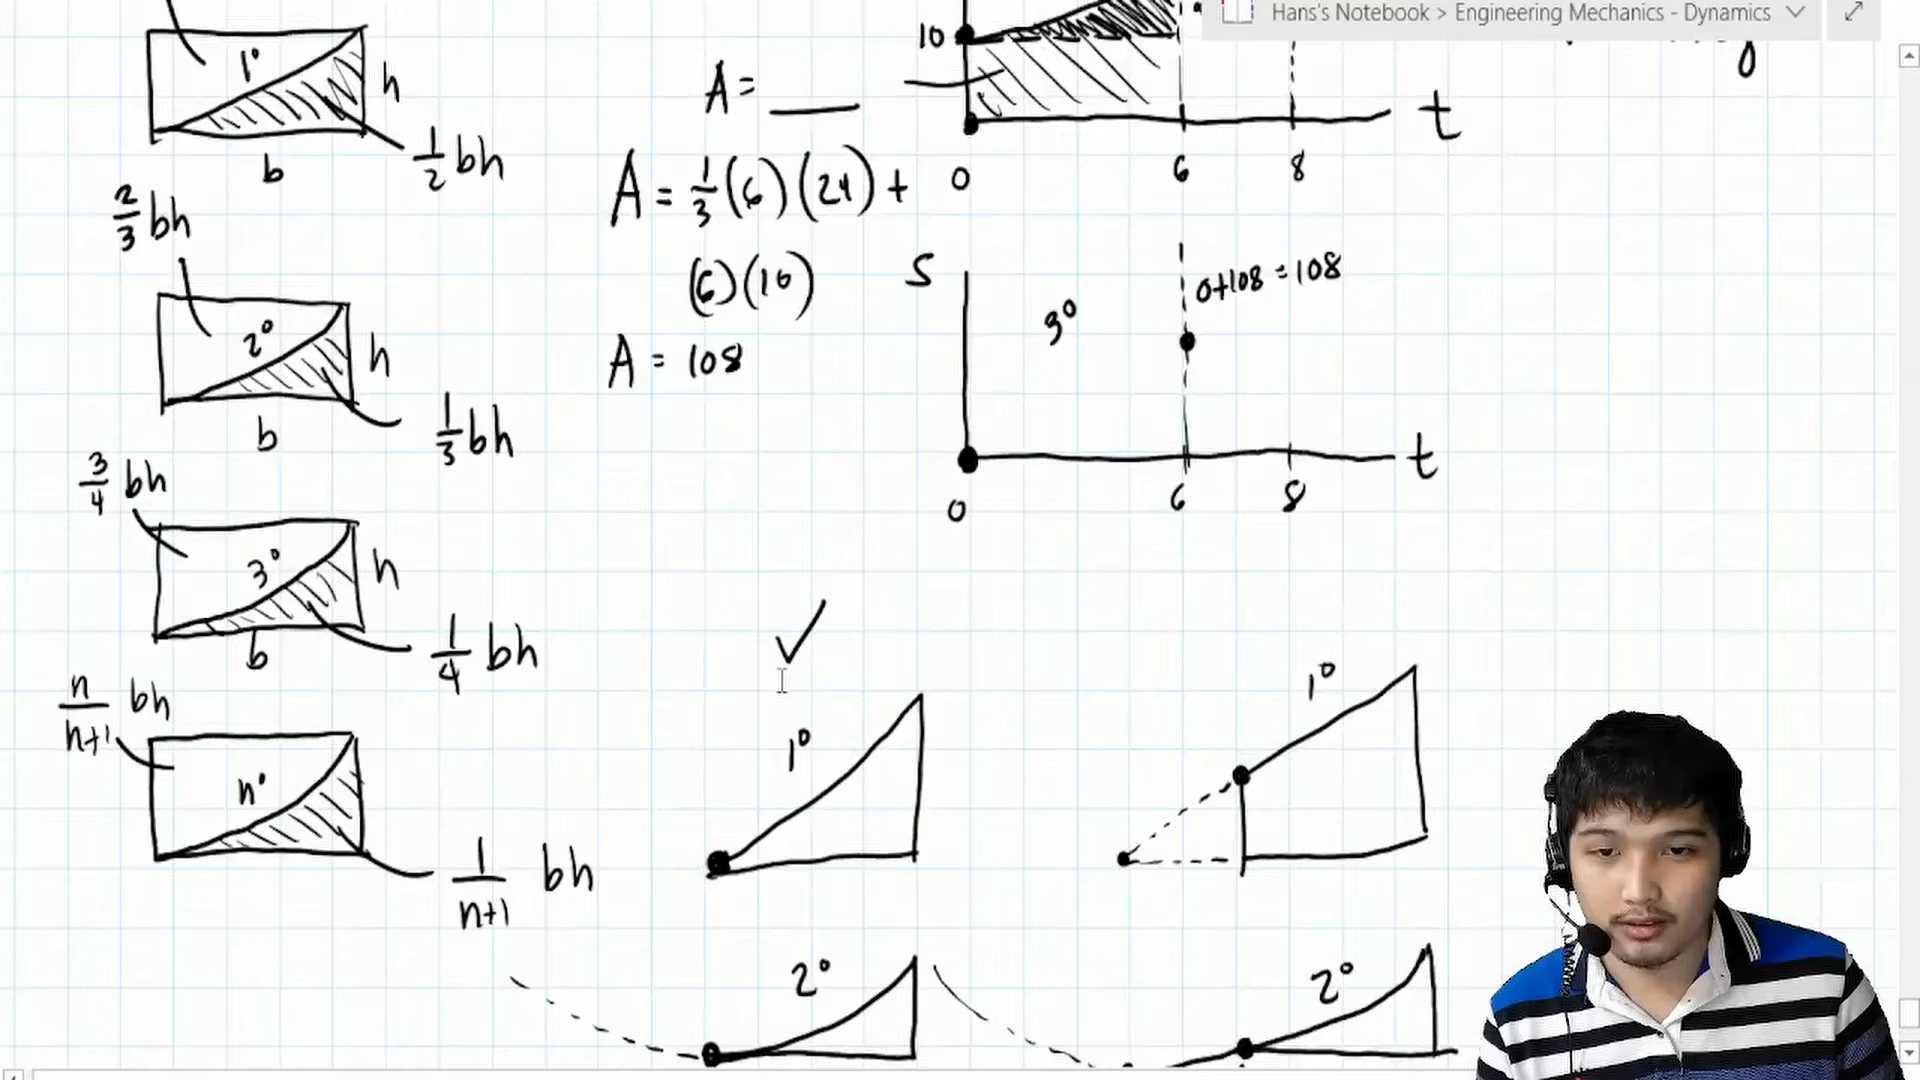 Hans's Notebook > Engineering Mechanics - Dynamics
1°
h
b
1/2 bh
2/3 bh
2°
h
b
1/3 bh
3/4 bh
3°
h
b
1/4 bh
n/n+1 bh
n°
1/n+1 bh
10
A = ___
t
0 6 8
A = 1/3 (6)(24) +
(6)(10)
A = 108
S
3°
0+108 = 108
t
0 6 8
1°
1°
2°
2°